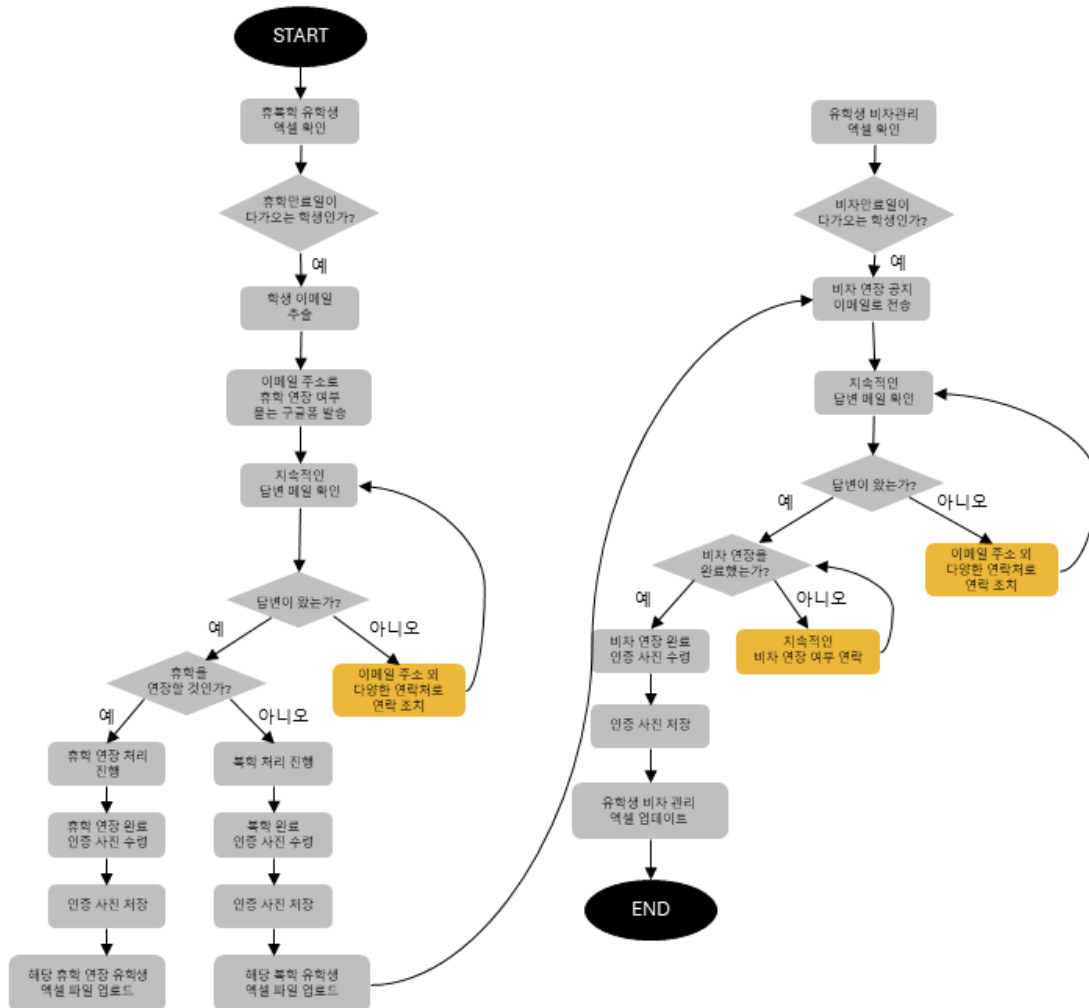 START
휴복학 유학생
엑셀 확인
휴학만료일이
다가오는 학생인가?
예
학생 이메일
추출
이메일 주소로
휴학 연장 여부
묻는 구글폼 발송
지속적인
답변 메일 확인
답변이 왔는가?
예
아니오
이메일 주소 외
다양한 연락처로
연락 조치
휴학을
연장할 것인가?
예
아니오
휴학 연장 처리
진행
휴학 연장 완료
인증 사진 수령
인증 사진 저장
해당 휴학 연장 유학생
엑셀 파일 업로드
복학 처리 진행
복학 완료
인증 사진 수령
인증 사진 저장
해당 복학 유학생
엑셀 파일 업로드
유학생 비자관리
엑셀 확인
비자만료일이
다가오는 학생인가?
예
비자 연장 공지
이메일로 전송
지속적인
답변 메일 확인
답변이 왔는가?
예
아니오
이메일 주소 외
다양한 연락처로
연락 조치
비자 연장을
완료했는가?
예
아니오
지속적인
비자 연장 여부 연락
비자 연장 완료
인증 사진 수령
인증 사진 저장
유학생 비자 관리
엑셀 업데이트
END